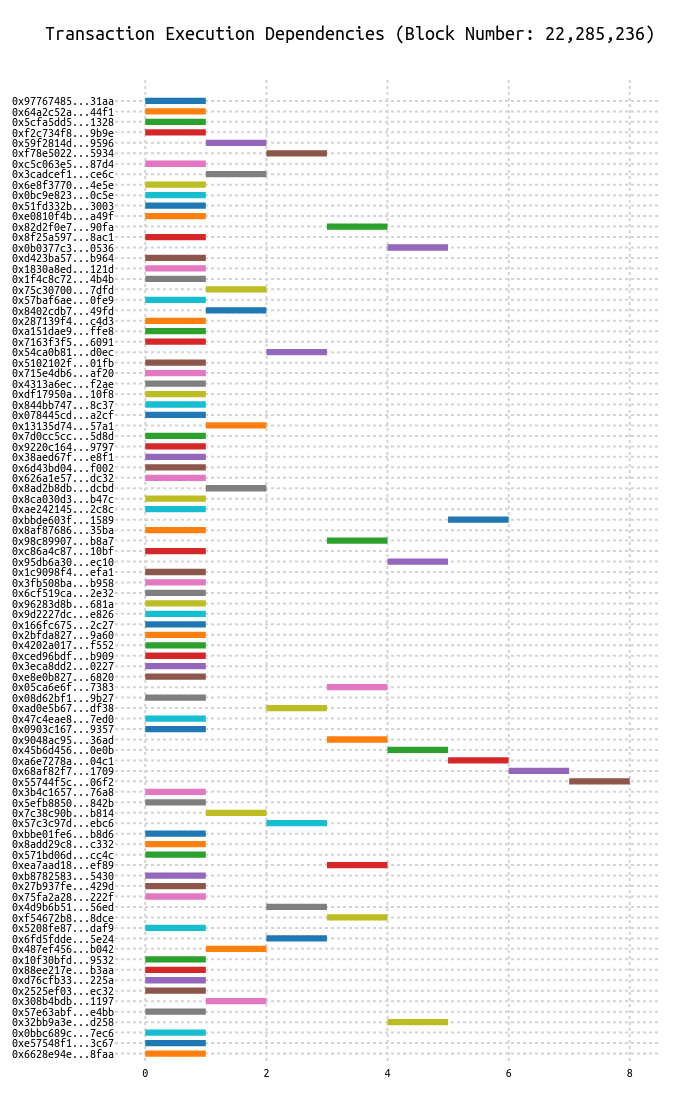 Transaction Execution Dependencies (Block Number: 22,285,236)
0x97767485...31aa
0x64a2c52a...44f1
0x5cfa5dd5...1328
0xf2c734f8...9b9e
0x59f2814d...9596
0xf78e5022...5934
0xc5c063e5...87d4
0x3cadcef1...ce6c
0x6e8f3770...4e5e
0x0bc9e823...0c5e
0x51fd332b...3003
0xe0810f4b...a49f
0x82d2f0e7...90fa
0x8f25a597...8ac1
0x0b0377c3...0536
0xd423ba57...b964
0x1830a8ed...121d
0x1f4c8c72...4b4b
0x75c30700...7dfd
0x57baf6ae...0fe9
0x8402cdb7...49fd
0x287139f4...c4d3
0xa151dae9...ffe8
0x7163f3f5...6091
0x54ca0b81...d0ec
0x5102102f...01fb
0x715e4db6...af20
0x4313a6ec...f2ae
0xdf17950a...10f8
0x844bb747...8c37
0x078445cd...a2cf
0x13135d74...57a1
0x7d0cc5cc...5d8d
0x9220c164...9797
0x38aed67f...e8f1
0x6d43bd04...f002
0x626a1e57...dc32
0x8ad2b8db...dcbd
0x8ca030d3...b47c
0xae242145...2c8c
0xbbde603f...1589
0x8af87686...35ba
0x98c89907...b8a7
0xc86a4c87...10bf
0x95db6a30...ec10
0x1c9098f4...efa1
0x3fb508ba...b958
0x6cf519ca...2e32
0x96283d8b...681a
0x9d2227dc...e826
0x166fc675...2c27
0x2bfda827...9a60
0x4202a017...f552
0xced96bdf...b909
0x3eca8dd2...0227
0xe8e0b827...6820
0x05ca6e6f...7383
0x08d62bf1...9b27
0xad0e5b67...df38
0x47c4eae8...7ed0
0x0903c167...9357
0x9048ac95...36ad
0x45b6d456...0e0b
0xa6e7278a...04c1
0x68af82f7...1709
0x55744f5c...06f2
0x3b4c1657...76a8
0x5efb8850...842b
0x7c38c90b...b814
0x57c3c97d...ebc6
0xbbe01fe6...b8d6
0x8add29c8...c332
0x571bd06d...cc4c
0xea7aad18...ef89
0xb8782583...5430
0x27b937fe...429d
0x75fa2a28...222f
0x4d9b6b51...56ed
0xf54672b8...8dce
0x5208fe87...daf9
0x6fd5fdde...5e24
0x487ef456...b042
0x10f30bfd...9532
0x88ee217e...b3aa
0xd76cfb33...225a
0x2525ef03...ec32
0x308b4bdb...1197
0x57e63abf...e4bb
0x32bb9a3e...d258
0x0bbc689c...7ec6
0xe57548f1...3c67
0x6628e94e...8faa
0 2 4 6 8